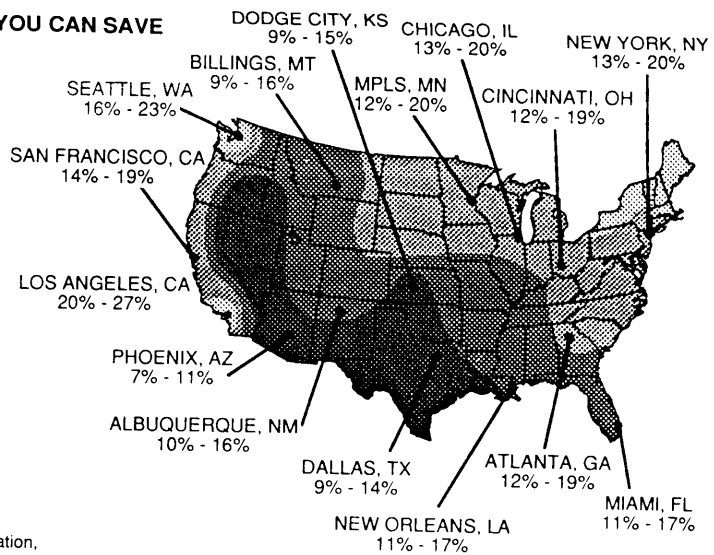 YOU CAN SAVE
DODGE CITY, KS
9% - 15%
CHICAGO, IL
13% - 20%
NEW YORK, NY
13% - 20%
BILLINGS, MT
9% - 16%
MPLS, MN
12% - 20%
SEATTLE, WA
16% - 23%
CINCINNATI, OH
12% - 19%
SAN FRANCISCO, CA
14% - 19%
LOS ANGELES, CA
20% - 27%
PHOENIX, AZ
7% - 11%
ALBUQUERQUE, NM
10% - 16%
DALLAS, TX
9% - 14%
ATLANTA, GA
12% - 19%
MIAMI, FL
11% - 17%
NEW ORLEANS, LA
11% - 17%
ation,